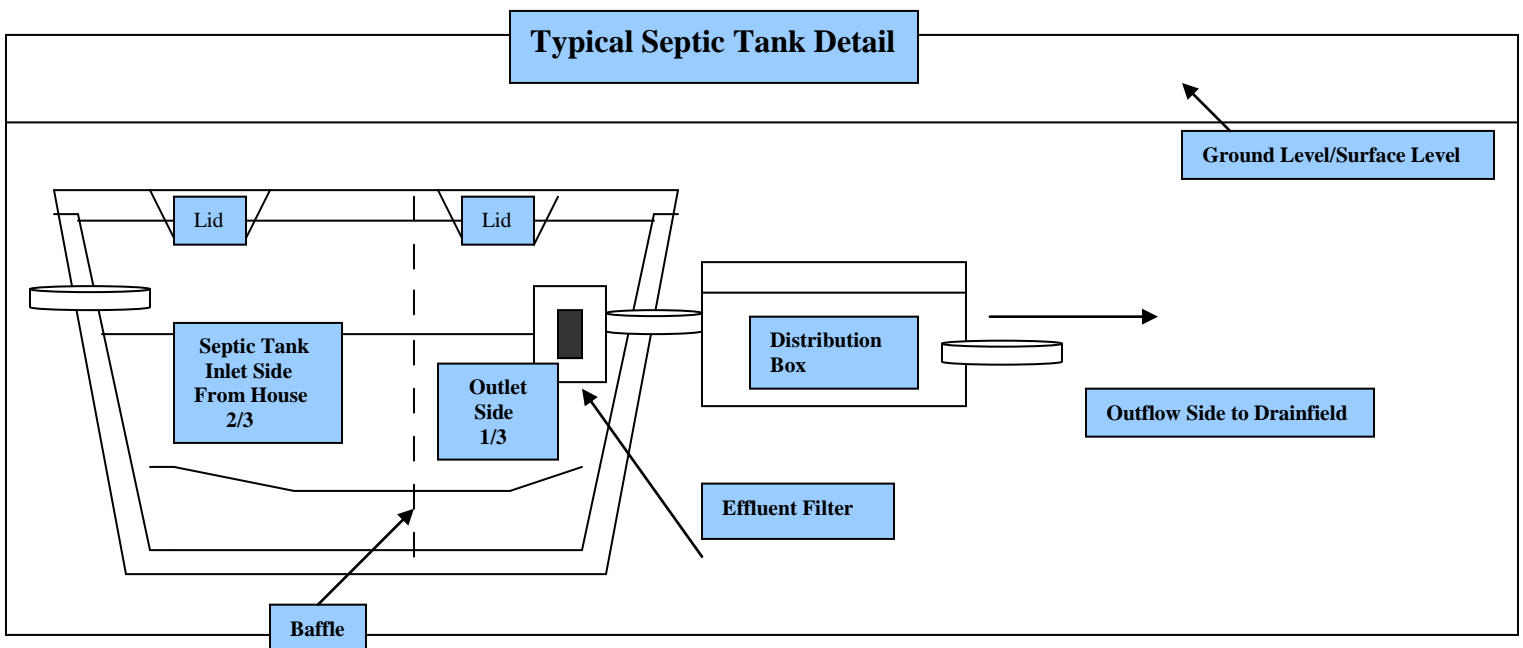 Typical Septic Tank Detail
Ground Level/Surface Level
Lid
Lid
Septic Tank
Inlet Side
From House
2/3
Outlet
Side
1/3
Distribution
Box
Outflow Side to Drainfield
Effluent Filter
Baffle